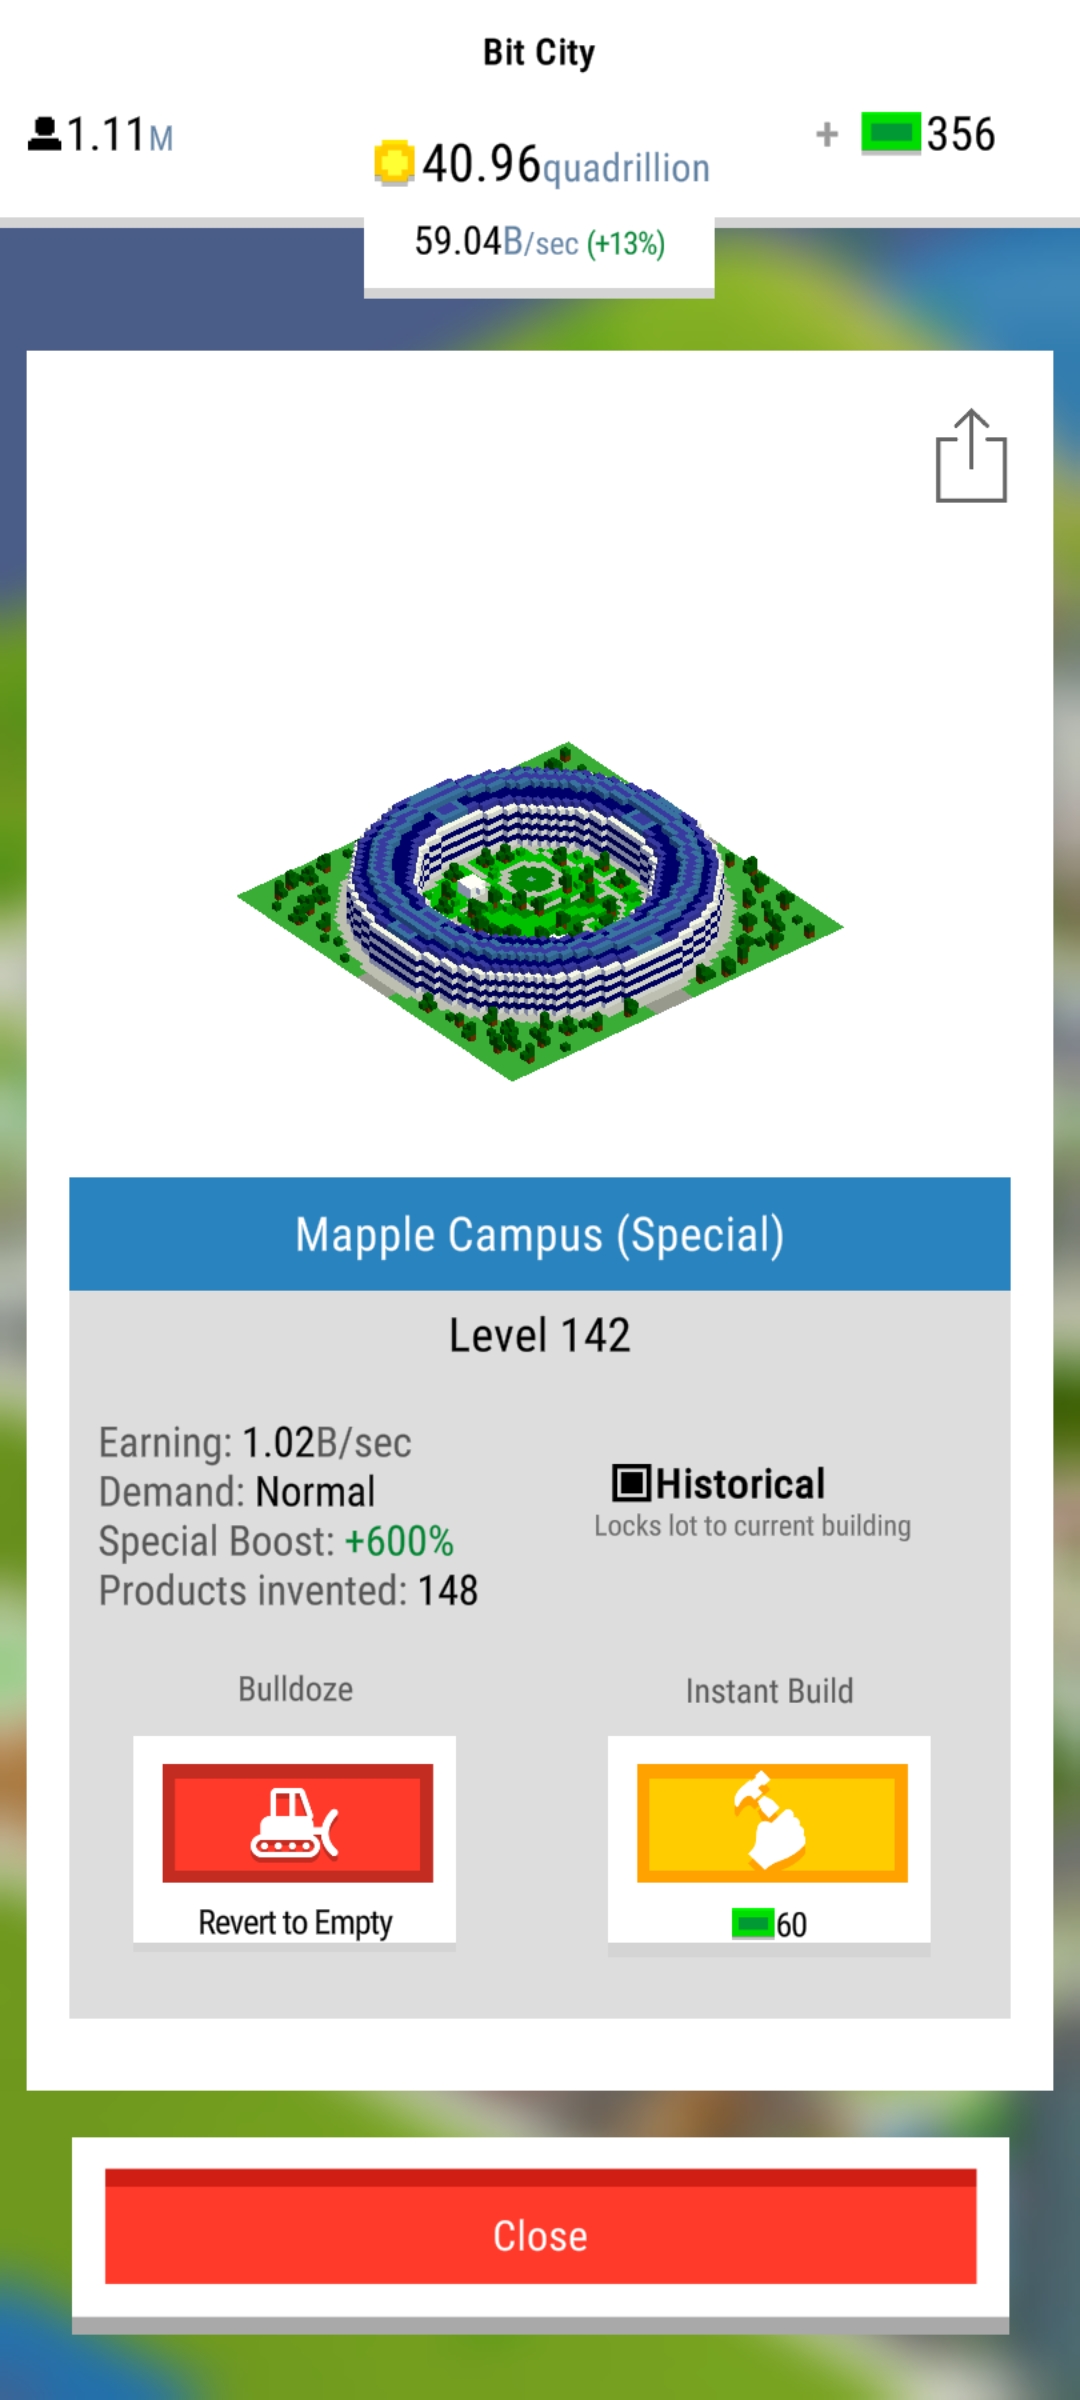 Bit City
1.11M
40.96quadrillion
+ 356
59.04B/sec (+13%)
Mapple Campus (Special)
Level 142
Earning: 1.02B/sec
Demand: Normal
Special Boost: +600%
Products invented: 148
Historical
Locks lot to current building
Bulldoze
Instant Build
Revert to Empty
60
Close